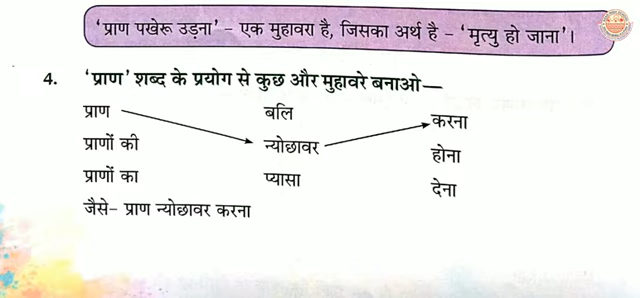 'प्राण पखेरू उड़ना' – एक मुहावरा है, जिसका अर्थ है – 'मृत्यु हो जाना'।
4. 'प्राण' शब्द के प्रयोग से कुछ और मुहावरे बनाओ—
प्राण बलि करना
प्राणों की न्योछावर होना
प्राणों का प्यासा देना
जैसे– प्राण न्योछावर करना